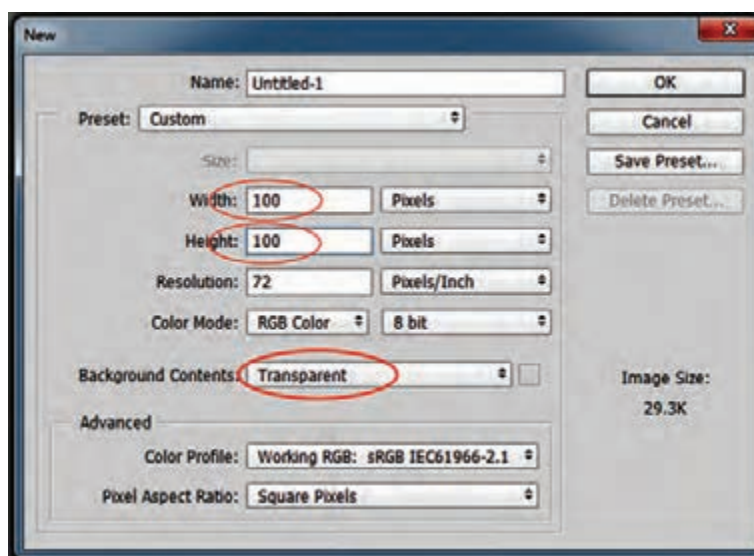 New
Name: Untitled-1
OK
Preset: Custom
Cancel
Size:
Save Preset...
Width: 100 Pixels
Delete Preset...
Height: 100 Pixels
Resolution: 72 Pixels/Inch
Color Mode: RGB Color 8 bit
Background Contents: Transparent
Image Size:
29.3K
Advanced
Color Profile: Working RGB: sRGB IEC61966-2.1
Pixel Aspect Ratio: Square Pixels